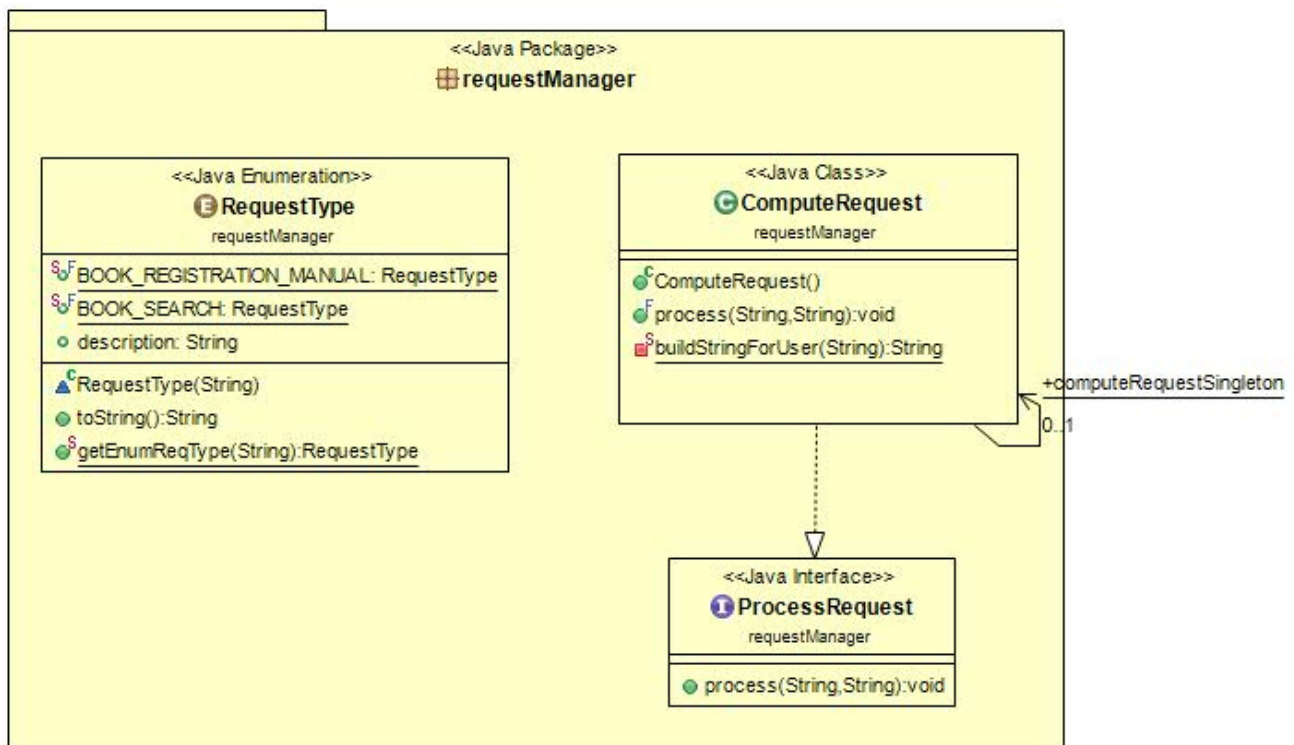 <<Java Package>>
requestManager
<<Java Enumeration>>
E RequestType
requestManager
S F BOOK_REGISTRATION_MANUAL: RequestType
S F BOOK_SEARCH: RequestType
description: String
C RequestType(String)
toString():String
S getEnumReqType(String):RequestType
<<Java Class>>
C ComputeRequest
requestManager
C ComputeRequest()
F process(String,String):void
S buildStringForUser(String):String
+computeRequestSingleton
0..1
<<Java Interface>>
I ProcessRequest
requestManager
process(String,String):void